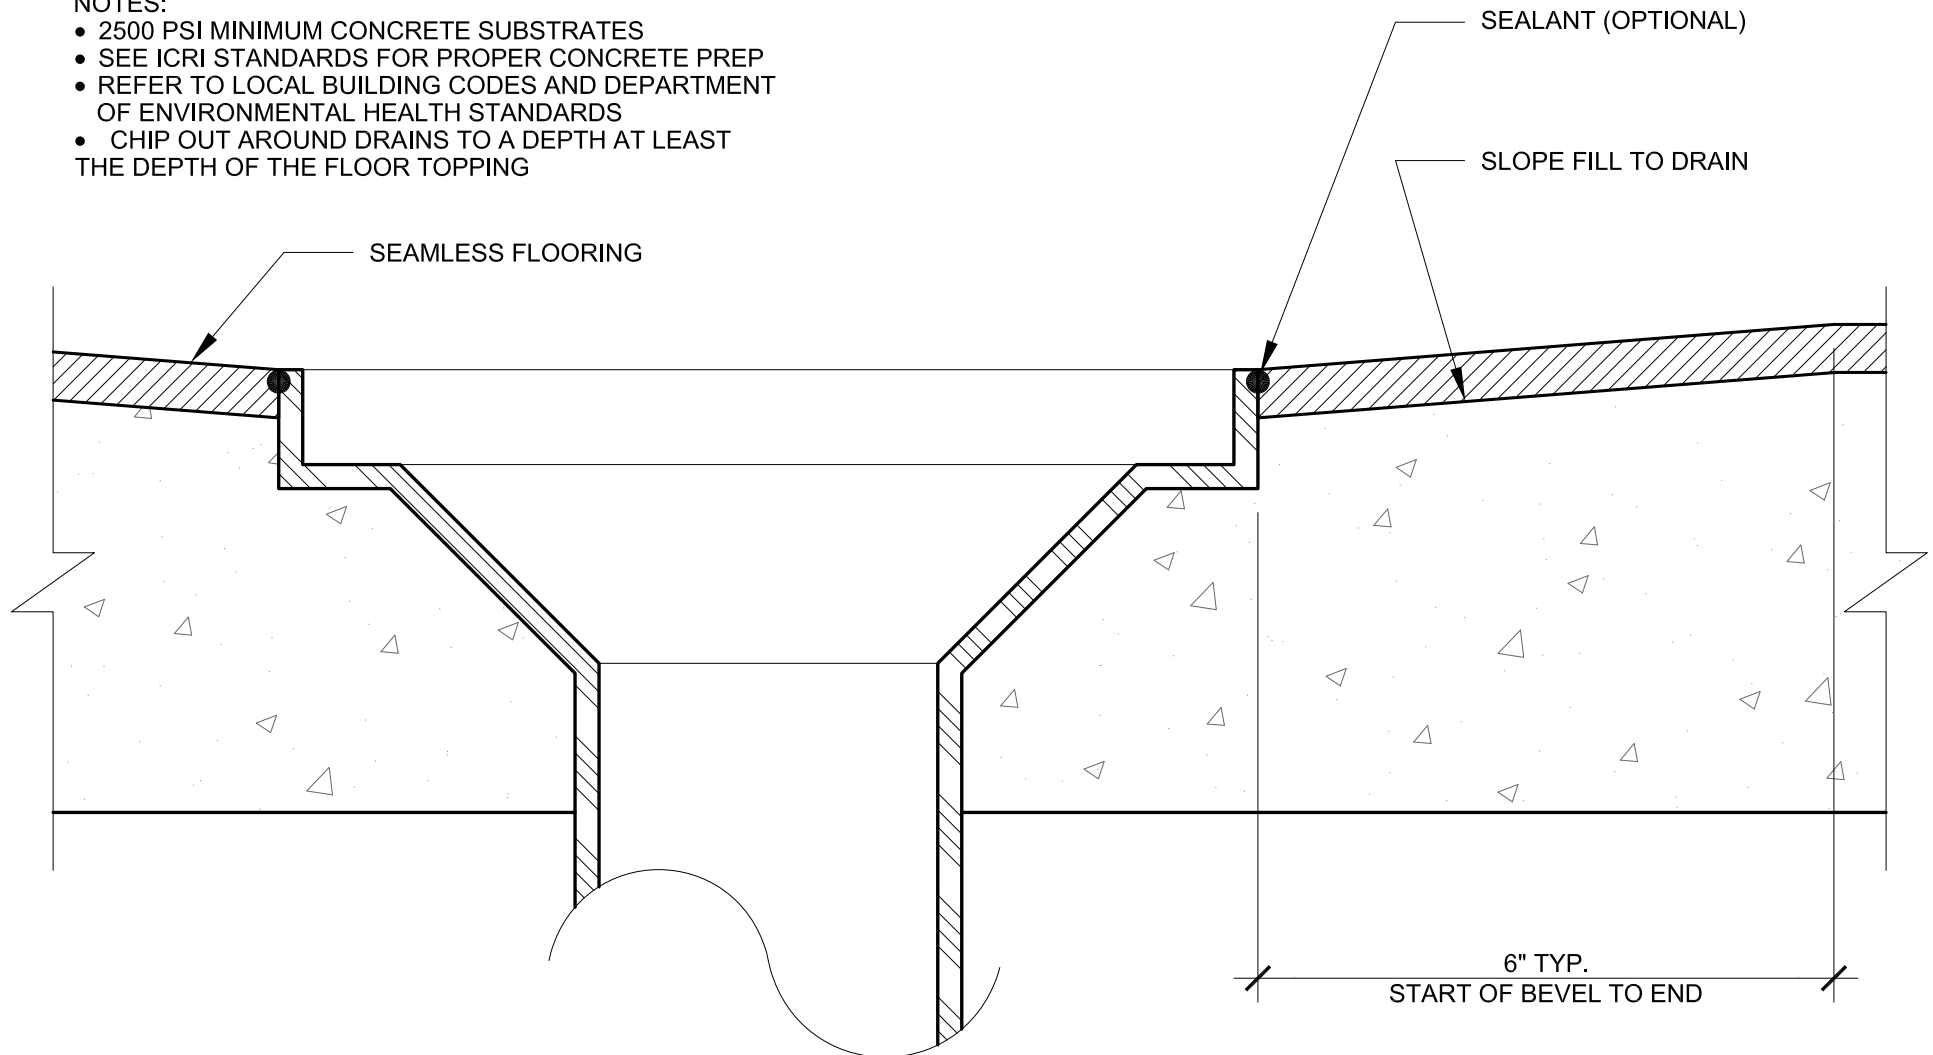 NOTES:
• 2500 PSI MINIMUM CONCRETE SUBSTRATES
• SEE ICRI STANDARDS FOR PROPER CONCRETE PREP
• REFER TO LOCAL BUILDING CODES AND DEPARTMENT
OF ENVIRONMENTAL HEALTH STANDARDS
• CHIP OUT AROUND DRAINS TO A DEPTH AT LEAST
THE DEPTH OF THE FLOOR TOPPING
SEALANT (OPTIONAL)
SLOPE FILL TO DRAIN
SEAMLESS FLOORING
6" TYP.
START OF BEVEL TO END